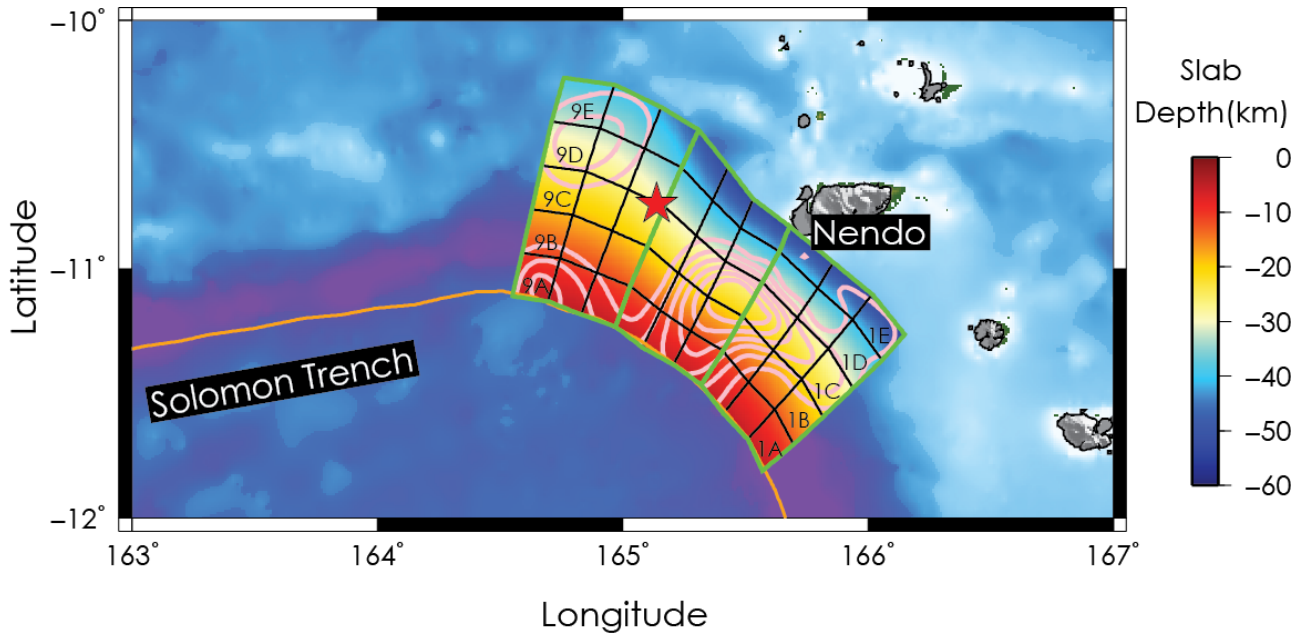 −10˚
−11˚
−12˚
Latitude
163˚
164˚
165˚
166˚
167˚
Longitude
Solomon Trench
Nendo
9E
9D
9C
9B
9A
1E
1D
1C
1B
1A
Slab
Depth(km)
0
−10
−20
−30
−40
−50
−60